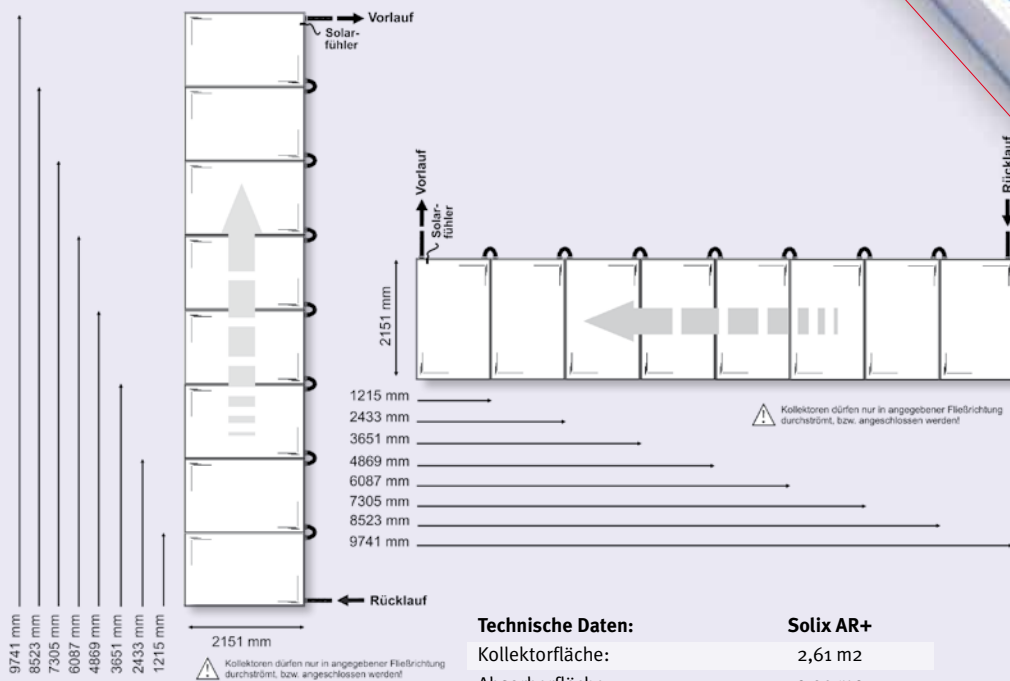 Vorlauf
Solar-
fühler
Vorlauf
Solar-
fühler
Rücklauf
2151 mm
1215 mm
2433 mm
3651 mm
4869 mm
6087 mm
7305 mm
8523 mm
9741 mm
Kollektoren dürfen nur in angegebener Fließrichtung
durchströmt, bzw. angeschlossen werden!
Rücklauf
9741 mm
8523 mm
7305 mm
6087 mm
4869 mm
3651 mm
2433 mm
1215 mm
2151 mm
Kollektoren dürfen nur in angegebener Fließrichtung
durchströmt, bzw. angeschlossen werden!
Technische Daten: Solix AR+
Kollektorfläche: 2,61 m2